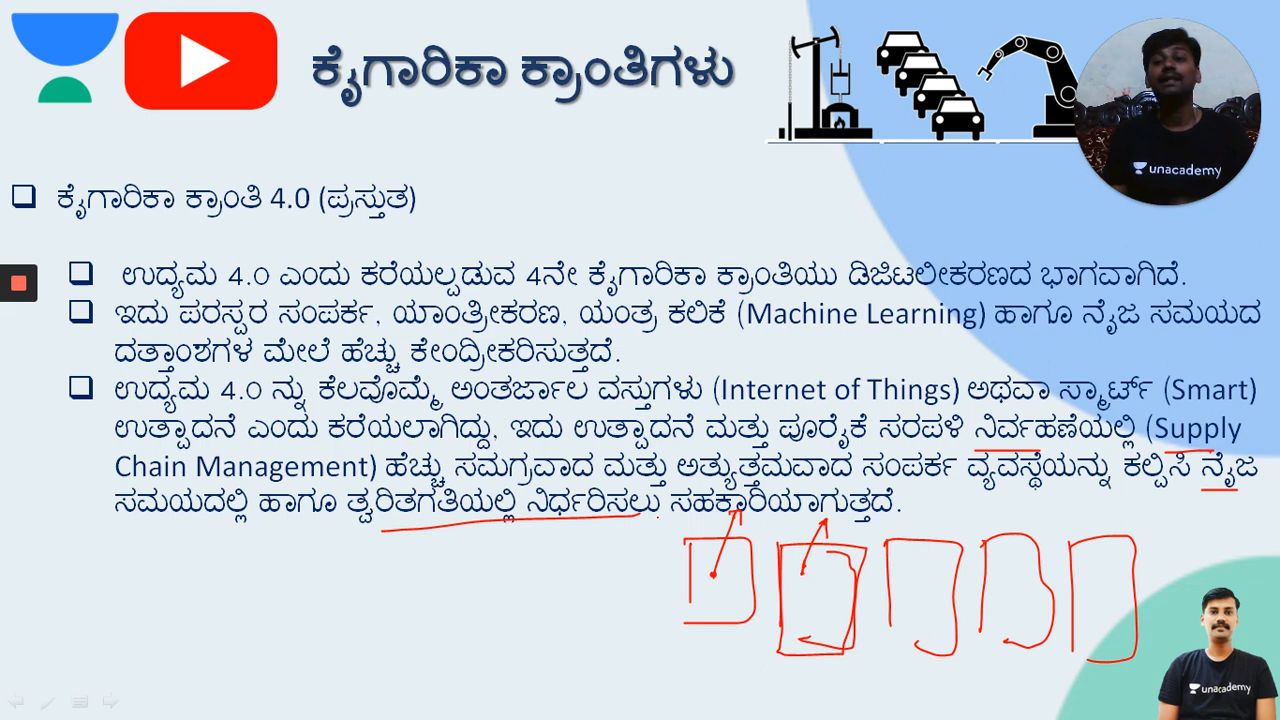 ಕೈಗಾರಿಕಾ ಕ್ರಾಂತಿಗಳು
unacademy
ಕೈಗಾರಿಕಾ ಕ್ರಾಂತಿ 4.0 (ಪ್ರಸ್ತುತ)
ಉದ್ಯಮ 4.0 ಎಂದು ಕರೆಯಲ್ಪಡುವ 4ನೇ ಕೈಗಾರಿಕಾ ಕ್ರಾಂತಿಯು ಡಿಜಿಟಲೀಕರಣದ ಭಾಗವಾಗಿದೆ.
ಇದು ಪರಸ್ಪರ ಸಂಪರ್ಕ, ಯಾಂತ್ರೀಕರಣ, ಯಂತ್ರ ಕಲಿಕೆ (Machine Learning) ಹಾಗೂ ನೈಜ ಸಮಯದ
ದತ್ತಾಂಶಗಳ ಮೇಲೆ ಹೆಚ್ಚು ಕೇಂದ್ರೀಕರಿಸುತ್ತದೆ.
ಉದ್ಯಮ 4.0 ನ್ನು ಕೆಲವೊಮ್ಮೆ ಅಂತರ್ಜಾಲ ವಸ್ತುಗಳು (Internet of Things) ಅಥವಾ ಸ್ಮಾರ್ಟ್ (Smart)
ಉತ್ಪಾದನೆ ಎಂದು ಕರೆಯಲಾಗಿದ್ದು, ಇದು ಉತ್ಪಾದನೆ ಮತ್ತು ಪೂರೈಕೆ ಸರಪಳಿ ನಿರ್ವಹಣೆಯಲ್ಲಿ (Supply
Chain Management) ಹೆಚ್ಚು ಸಮಗ್ರವಾದ ಮತ್ತು ಅತ್ಯುತ್ತಮವಾದ ಸಂಪರ್ಕ ವ್ಯವಸ್ಥೆಯನ್ನು ಕಲ್ಪಿಸಿ ನೈಜ
ಸಮಯದಲ್ಲಿ ಹಾಗೂ ತ್ವರಿತಗತಿಯಲ್ಲಿ ನಿರ್ಧರಿಸಲು ಸಹಕಾರಿಯಾಗುತ್ತದೆ.
unacademy